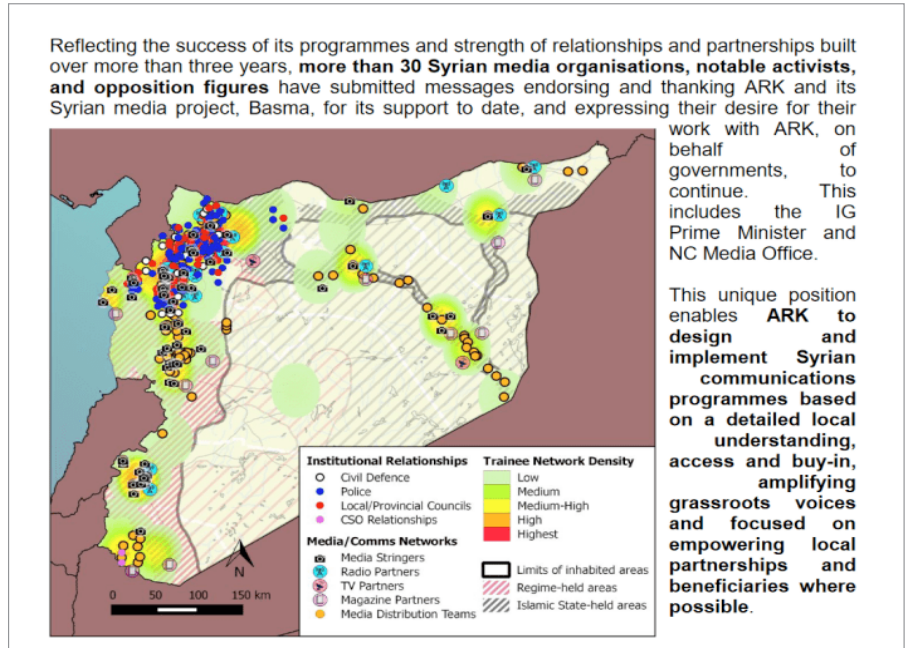 Reflecting the success of its programmes and strength of relationships and partnerships built
over more than three years, more than 30 Syrian media organisations, notable activists,
and opposition figures have submitted messages endorsing and thanking ARK and its
Syrian media project, Basma, for its support to date, and expressing their desire for their
work with ARK, on
behalf of
governments, to
continue. This
includes the IG
Prime Minister and
NC Media Office.
This unique position
enables ARK to
design and
implement Syrian
communications
programmes based
on a detailed local
understanding,
access and buy-in,
amplifying
grassroots voices
and focused on
empowering local
partnerships and
beneficiaries where
possible.
Institutional Relationships
Civil Defence
Police
Local/Provincial Councils
CSO Relationships
Media/Comms Networks
Media Stringers
Radio Partners
TV Partners
Magazine Partners
Media Distribution Teams
Trainee Network Density
Low
Medium
Medium-High
High
Highest
Limits of inhabited areas
Regime-held areas
Islamic State-held areas
N
0 50 100 150 km